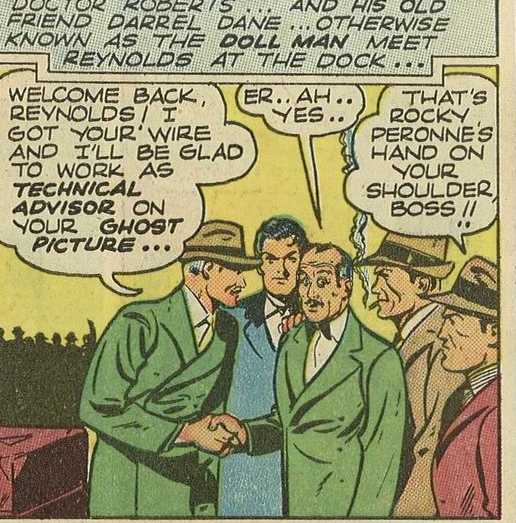 DOCTOR ROBERTS... AND HIS OLD
FRIEND DARREL DANE...OTHERWISE
KNOWN AS THE DOLL MAN MEET
REYNOLDS AT THE DOCK...
WELCOME BACK,
REYNOLDS! I
GOT YOUR WIRE
AND I'LL BE GLAD
TO WORK AS
TECHNICAL
ADVISOR ON
YOUR GHOST
PICTURE...
ER..AH..
YES..
THAT'S
ROCKY
PERONNE'S
HAND ON
YOUR
SHOULDER,
BOSS!!